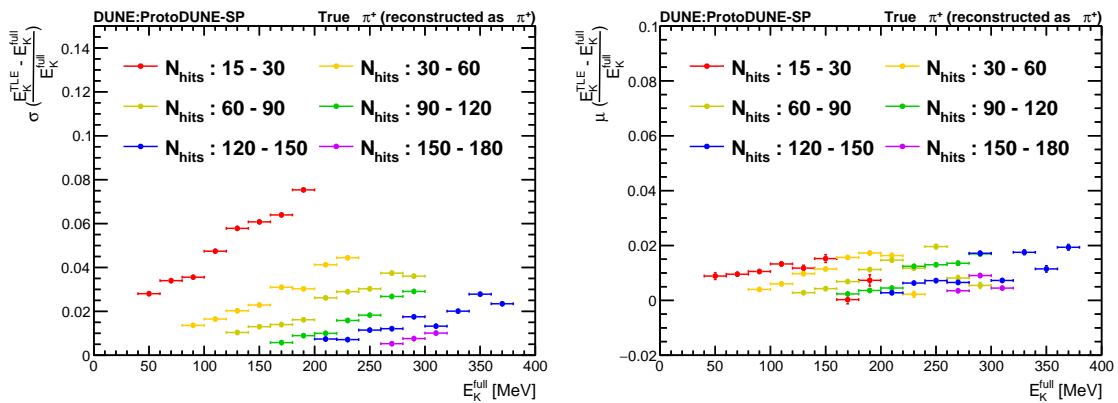 DUNE:ProtoDUNE-SP True π⁺ (reconstructed as π⁺)
σ (E_K^TLE - E_K^full / E_K^full)
0.14
0.12
0.1
0.08
0.06
0.04
0.02
0
N_hits : 15 - 30 N_hits : 30 - 60
N_hits : 60 - 90 N_hits : 90 - 120
N_hits : 120 - 150 N_hits : 150 - 180
0 50 100 150 200 250 300 350 400
E_K^full [MeV]
DUNE:ProtoDUNE-SP True π⁺ (reconstructed as π⁺)
μ (E_K^TLE - E_K^full / E_K^full)
0.1
0.08
0.06
0.04
0.02
0
−0.02
N_hits : 15 - 30 N_hits : 30 - 60
N_hits : 60 - 90 N_hits : 90 - 120
N_hits : 120 - 150 N_hits : 150 - 180
0 50 100 150 200 250 300 350 400
E_K^full [MeV]